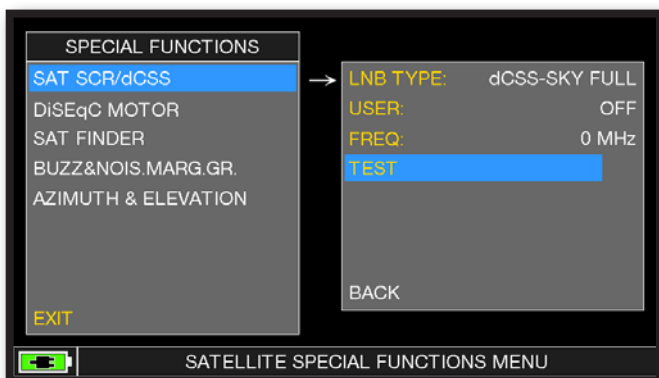 SPECIAL FUNCTIONS
SAT SCR/dCSS
DiSEqC MOTOR
SAT FINDER
BUZZ&NOIS.MARG.GR.
AZIMUTH & ELEVATION
EXIT
→ LNB TYPE: dCSS-SKY FULL
USER: OFF
FREQ: 0 MHz
TEST
BACK
SATELLITE SPECIAL FUNCTIONS MENU